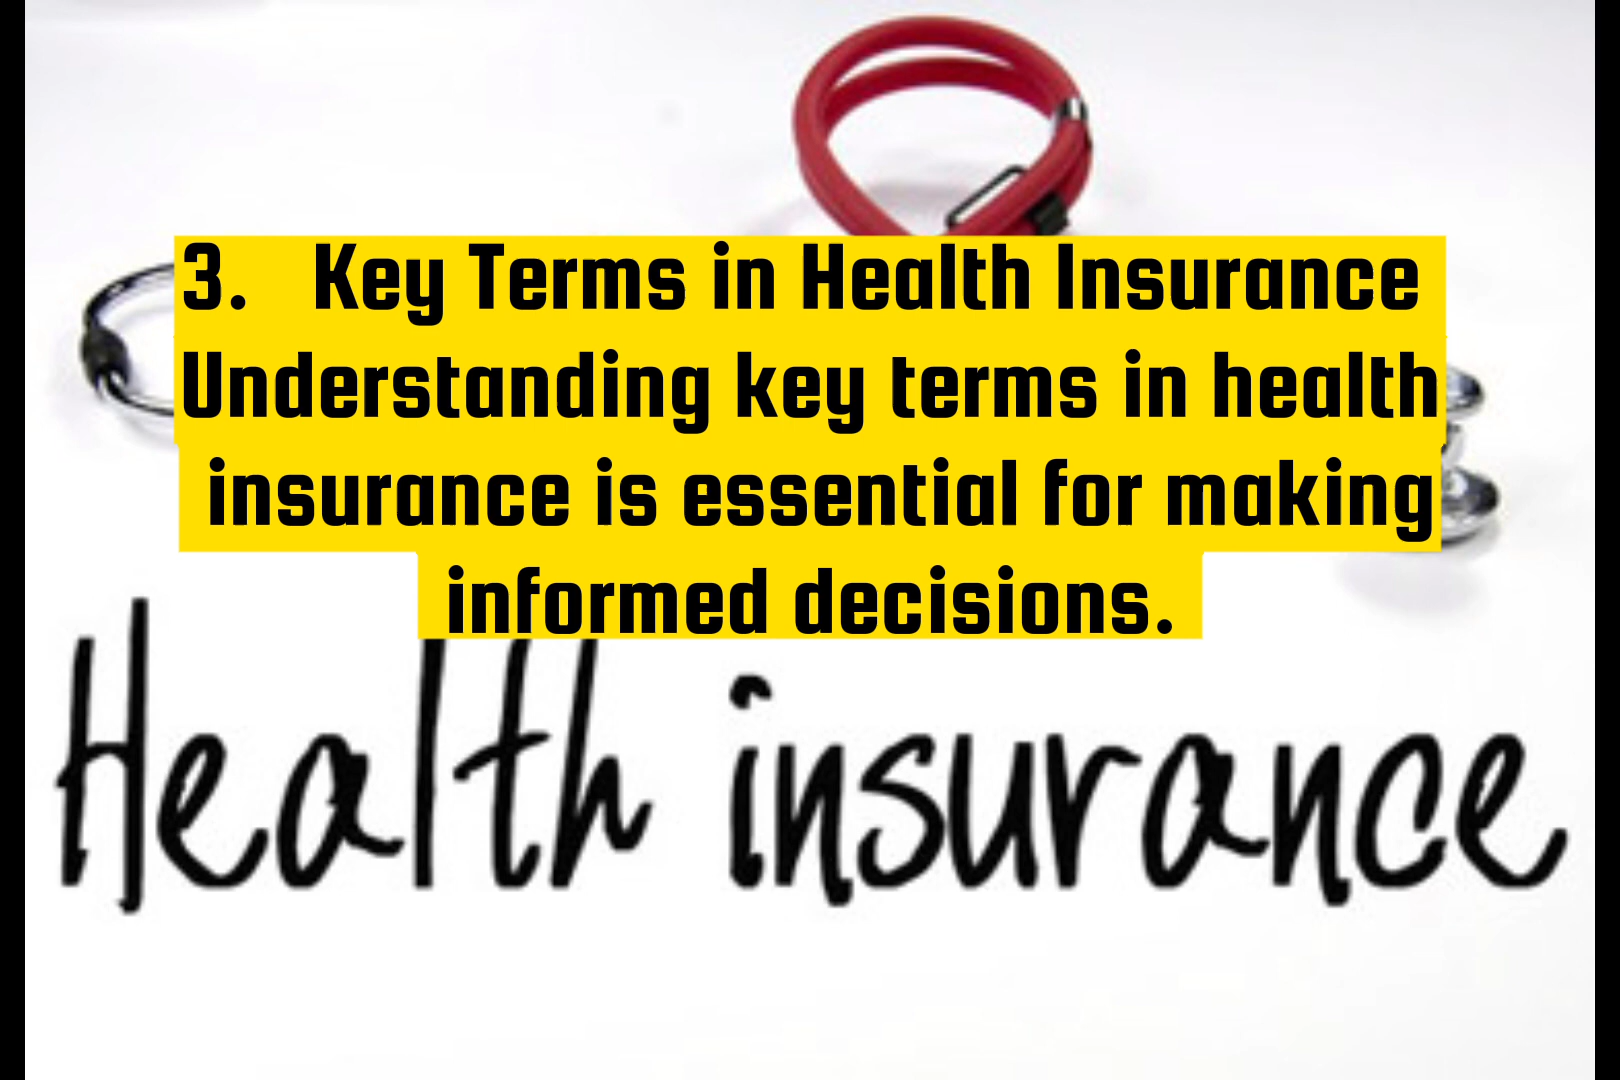 3. Key Terms in Health Insurance
Understanding key terms in health
insurance is essential for making
informed decisions.
Health insurance